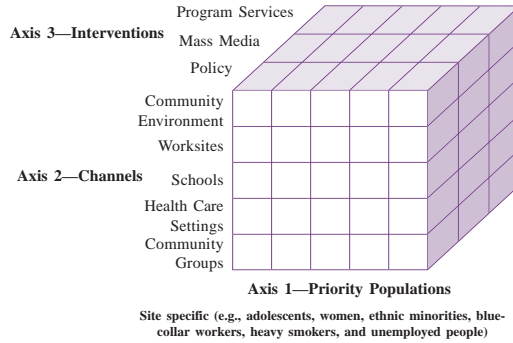 Program Services
Axis 3—Interventions
Mass Media
Policy
Community
Environment
Worksites
Axis 2—Channels
Schools
Health Care
Settings
Community
Groups
Axis 1—Priority Populations
Site specific (e.g., adolescents, women, ethnic minorities, blue-
collar workers, heavy smokers, and unemployed people)